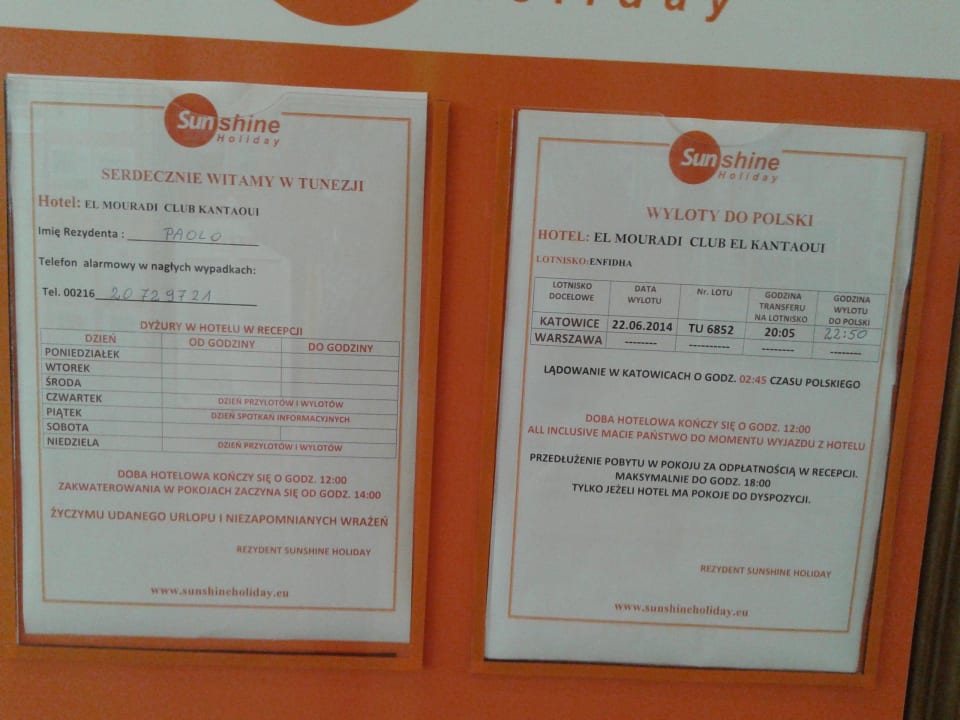 Holiday
Sunshine
Holiday
SERDECZNIE WITAMY W TUNEZJI
Hotel: EL MOURADI CLUB KANTAOUI
Imię Rezydenta : PAOLO
Telefon alarmowy w nagłych wypadkach:
Tel. 00216 20 729721
DYŻURY W HOTELU W RECEPCJI
DZIEŃ OD GODZINY DO GODZINY
PONIEDZIAŁEK
WTOREK
ŚRODA
CZWARTEK DZIEŃ PRZYLOTÓW I WYLOTÓW
PIĄTEK DZIEŃ SPOTKAŃ INFORMACYJNYCH
SOBOTA
NIEDZIELA DZIEŃ PRZYLOTÓW I WYLOTÓW
DOBA HOTELOWA KOŃCZY SIĘ O GODZ. 12:00
ZAKWATEROWANIA W POKOJACH ZACZYNA SIĘ OD GODZ. 14:00
ŻYCZYMU UDANEGO URLOPU I NIEZAPOMNIANYCH WRAŻEŃ
REZYDENT SUNSHINE HOLIDAY
www.sunshineholiday.eu
Sunshine
Holiday
WYLOTY DO POLSKI
HOTEL: EL MOURADI CLUB EL KANTAOUI
LOTNISKO:ENFIDHA
LOTNISKO DOCELOWE DATA WYLOTU Nr. LOTU GODZINA TRANSFERU NA LOTNISKO GODZINA WYLOTU DO POLSKI
KATOWICE 22.06.2014 TU 6852 20:05 22:50
WARSZAWA -------- ---------- -------- --------
LĄDOWANIE W KATOWICACH O GODZ. 02:45 CZASU POLSKIEGO
DOBA HOTELOWA KOŃCZY SIĘ O GODZ. 12:00
ALL INCLUSIVE MACIE PAŃSTWO DO MOMENTU WYJAZDU Z HOTELU
PRZEDŁUŻENIE POBYTU W POKOJU ZA ODPŁATNOŚCIĄ W RECEPCJI.
MAKSYMALNIE DO GODZ. 18:00
TYLKO JEŻELI HOTEL MA POKOJE DO DYSPOZYCJI.
REZYDENT SUNSHINE HOLIDAY
www.sunshineholiday.eu